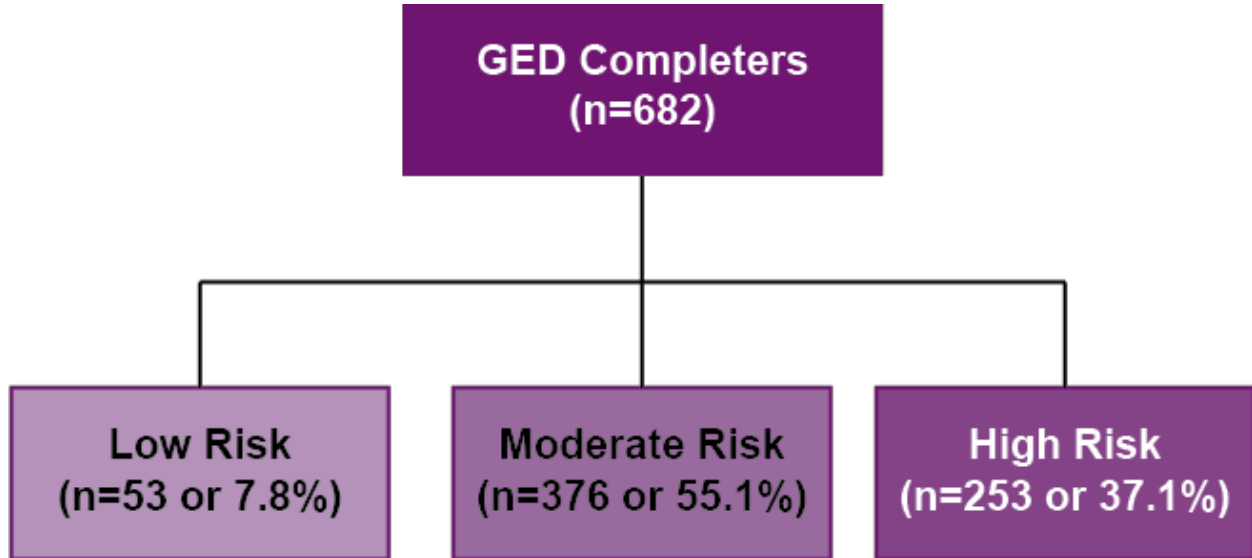 GED Completers
(n=682)
Low Risk
(n=53 or 7.8%)
Moderate Risk
(n=376 or 55.1%)
High Risk
(n=253 or 37.1%)